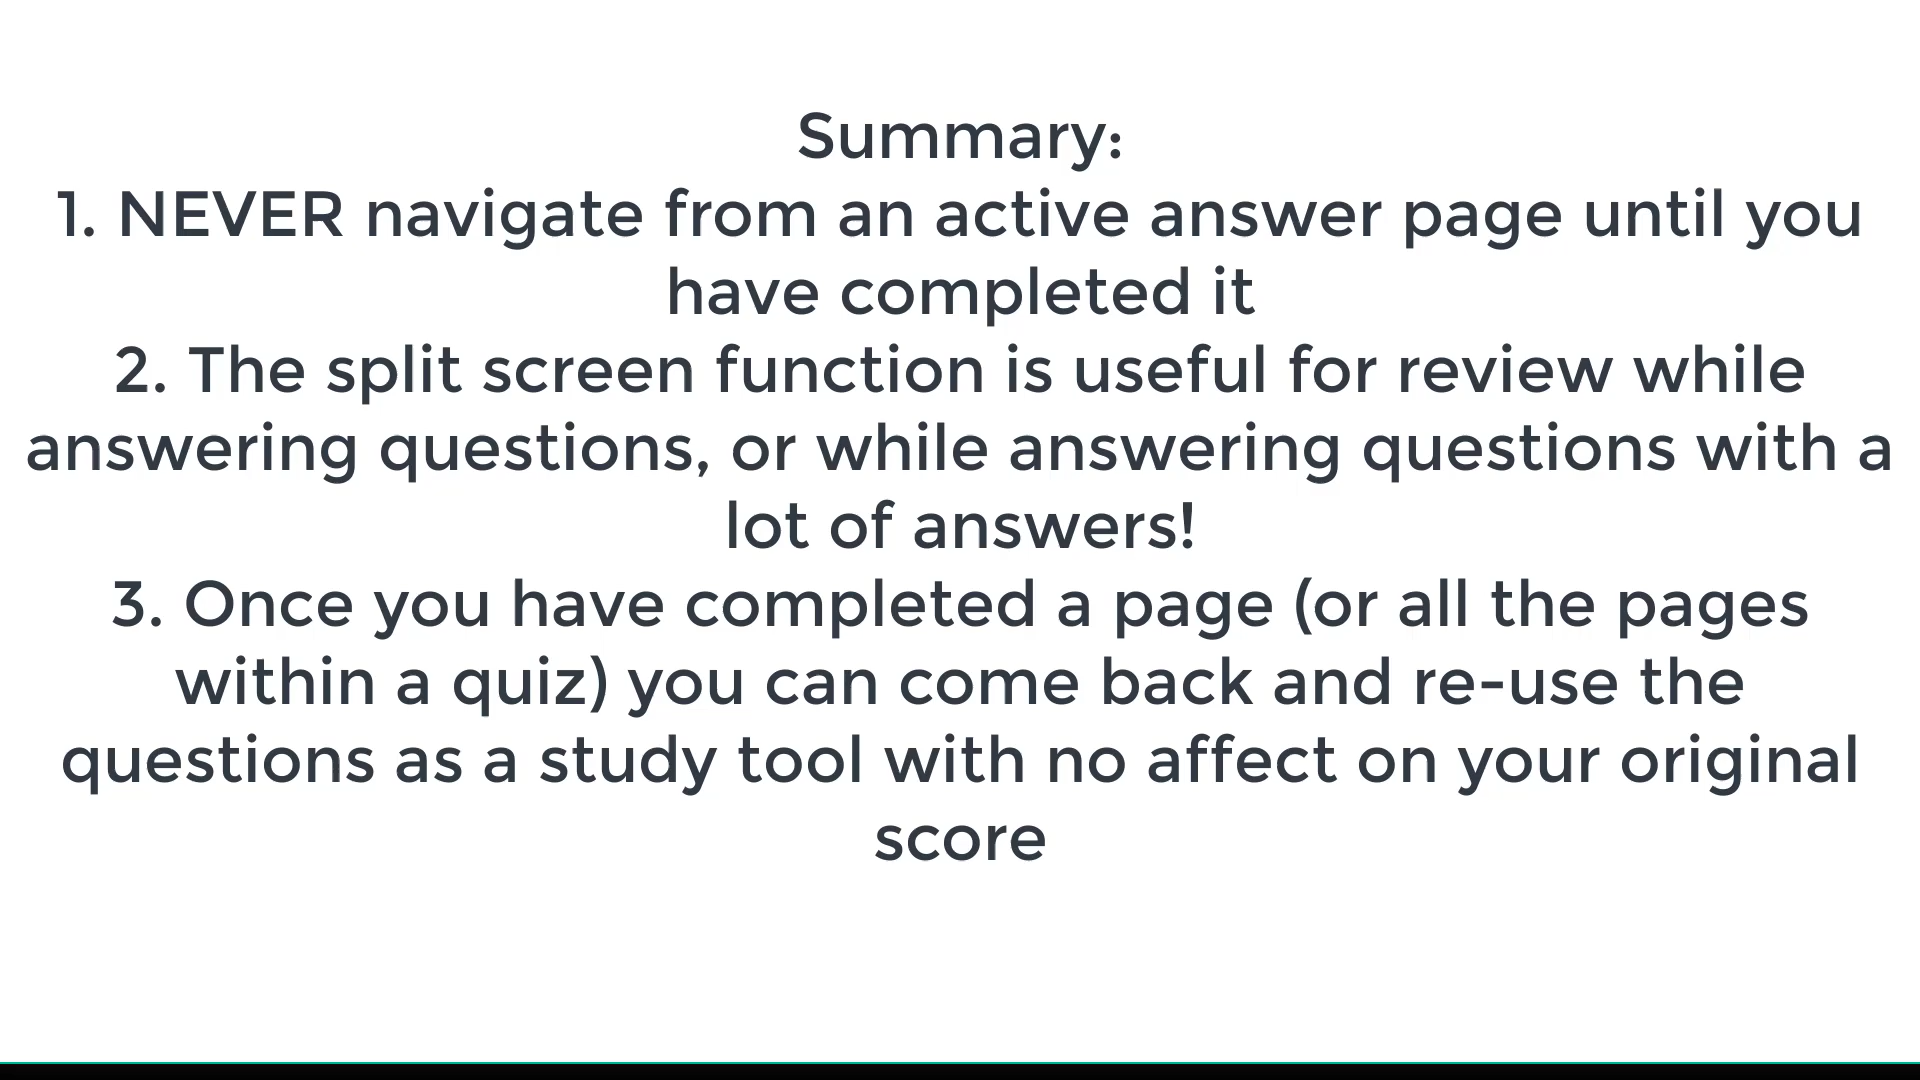 Summary:
1. NEVER navigate from an active answer page until you
have completed it
2. The split screen function is useful for review while
answering questions, or while answering questions with a
lot of answers!
3. Once you have completed a page (or all the pages
within a quiz) you can come back and re-use the
questions as a study tool with no affect on your original
score